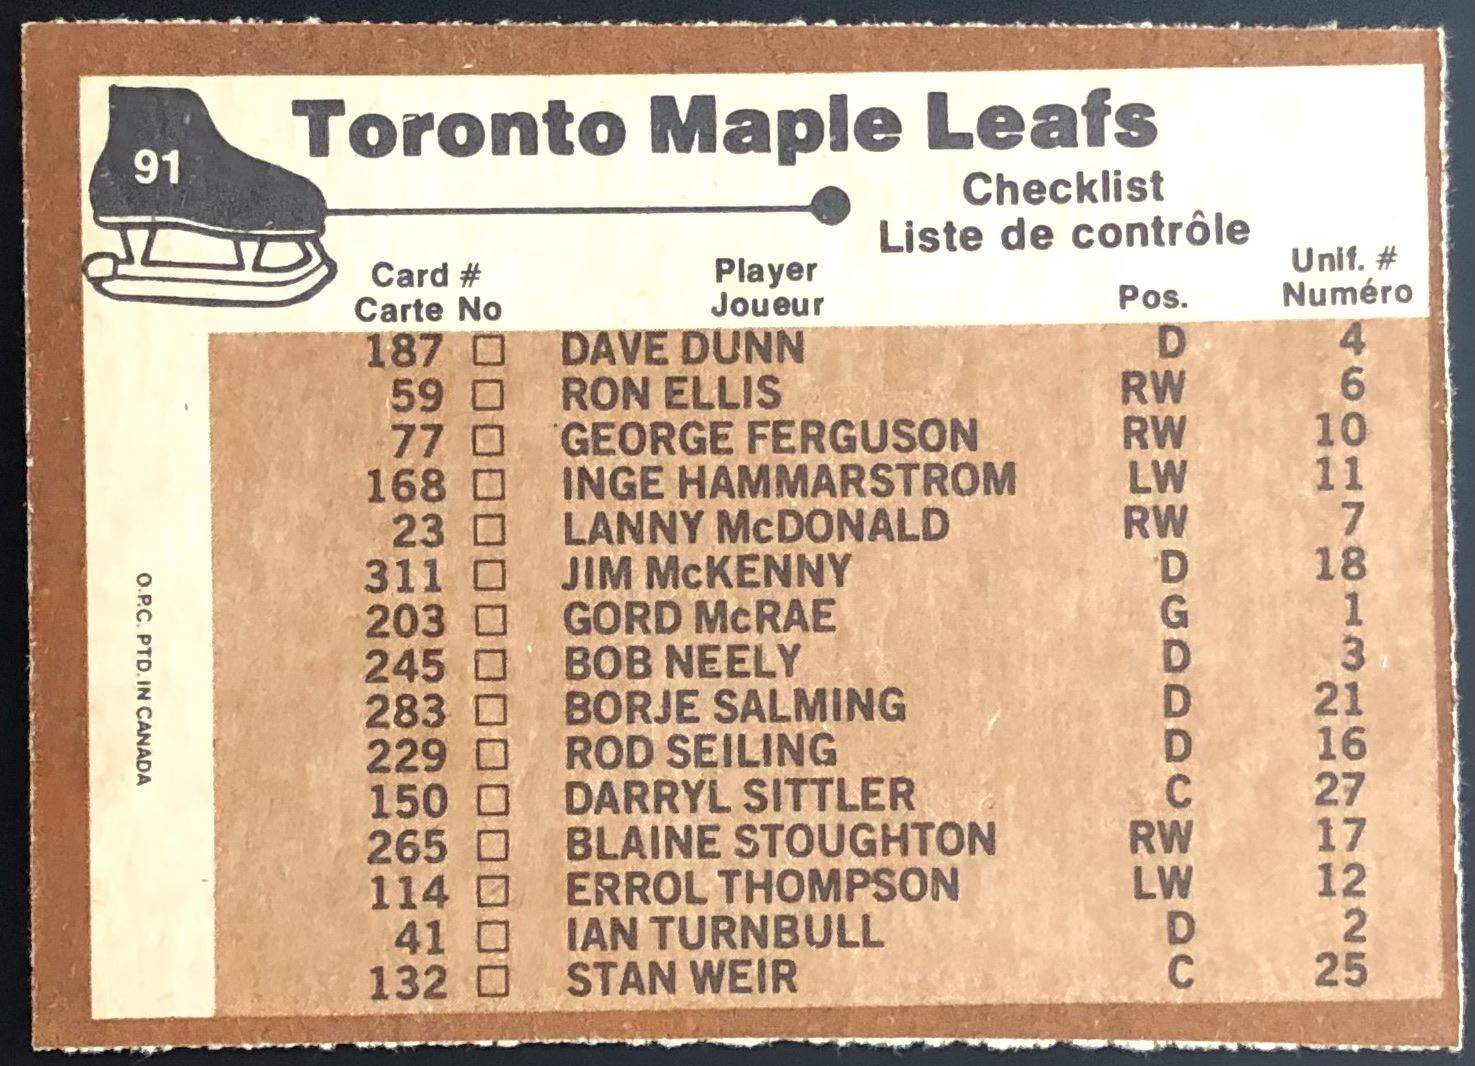 91
Toronto Maple Leafs
Checklist
Liste de contrôle
Card # Player Pos. Unif. #
Carte No Joueur Numéro
187 □ DAVE DUNN D 4
59 □ RON ELLIS RW 6
77 □ GEORGE FERGUSON RW 10
168 □ INGE HAMMARSTROM LW 11
23 □ LANNY McDONALD RW 7
311 □ JIM McKENNY D 18
203 □ GORD McRAE G 1
245 □ BOB NEELY D 3
283 □ BORJE SALMING D 21
229 □ ROD SEILING D 16
150 □ DARRYL SITTLER C 27
265 □ BLAINE STOUGHTON RW 17
114 □ ERROL THOMPSON LW 12
41 □ IAN TURNBULL D 2
132 □ STAN WEIR C 25
O.P.C. PTD. IN CANADA